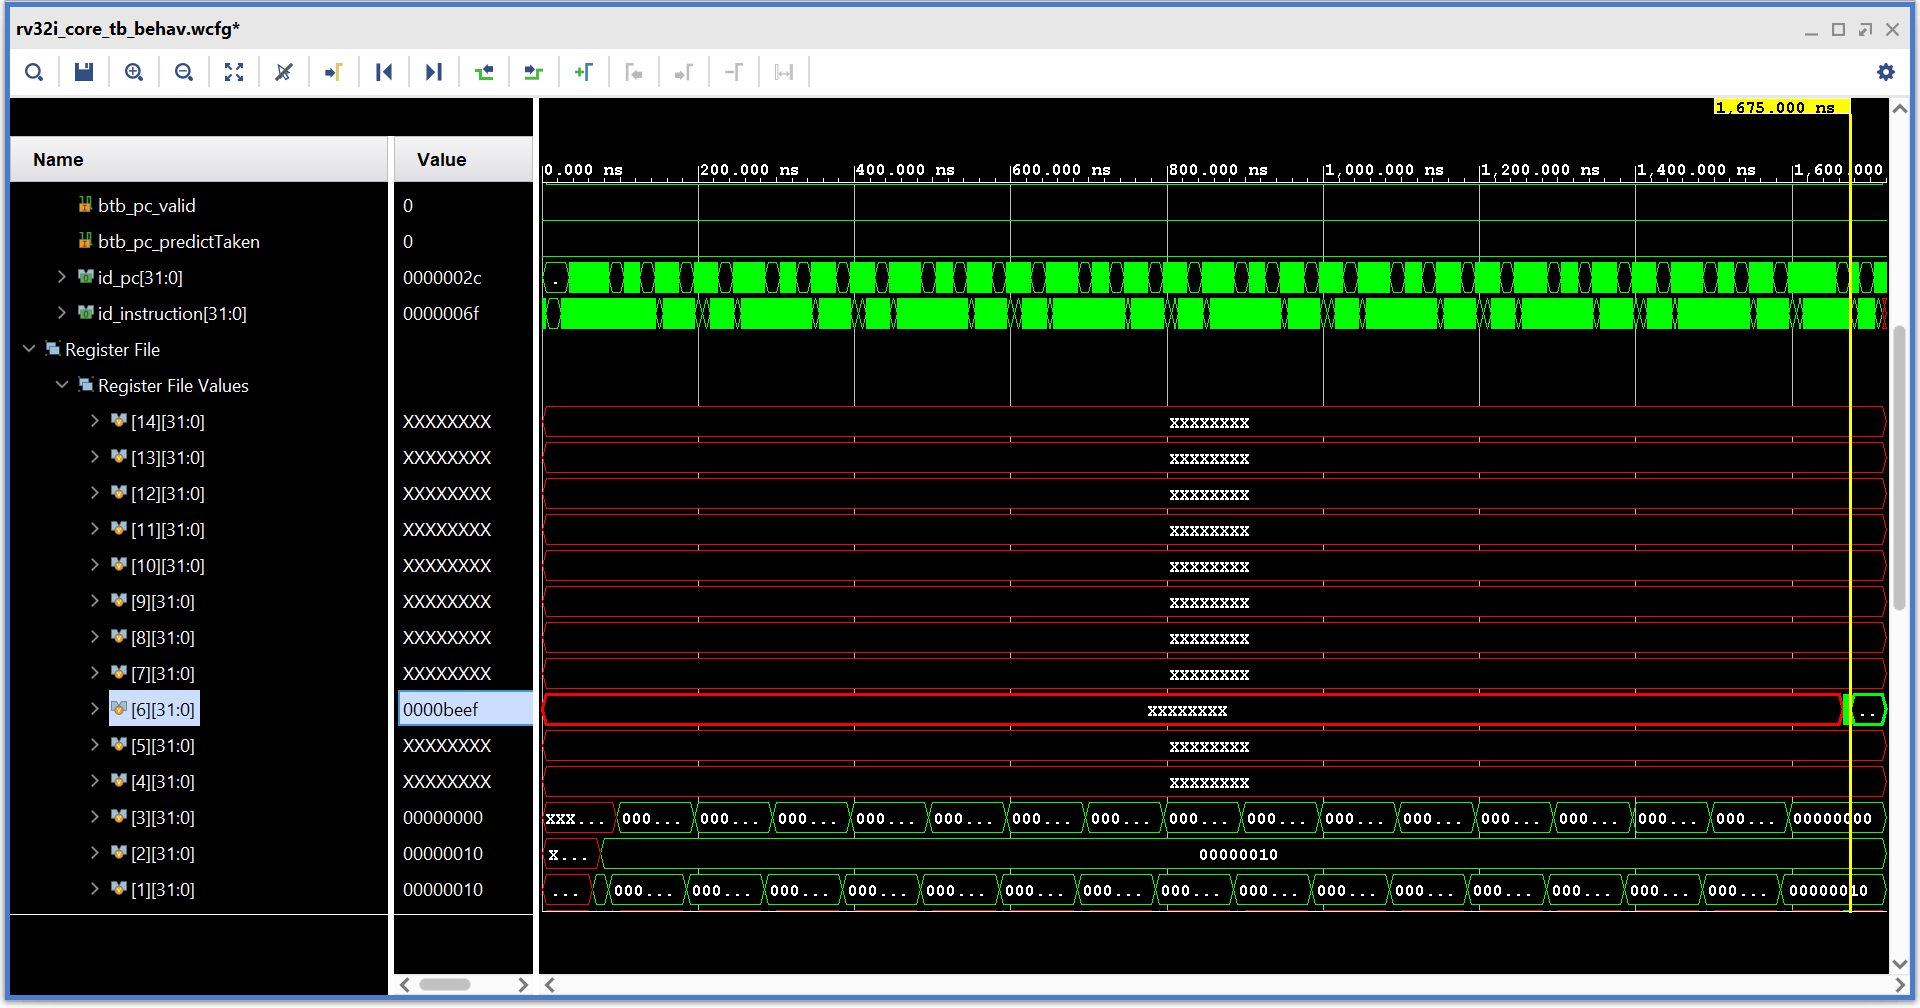 rv32i_core_tb_behav.wcfg*
1,675.000 ns
Name Value
0.000 ns 200.000 ns 400.000 ns 600.000 ns 800.000 ns 1,000.000 ns 1,200.000 ns 1,400.000 ns 1,600.000
btb_pc_valid 0
btb_pc_predictTaken 0
id_pc[31:0] 0000002c .
id_instruction[31:0] 0000006f
Register File
Register File Values
[14][31:0] XXXXXXXX XXXXXXXX
[13][31:0] XXXXXXXX XXXXXXXX
[12][31:0] XXXXXXXX XXXXXXXX
[11][31:0] XXXXXXXX XXXXXXXX
[10][31:0] XXXXXXXX XXXXXXXX
[9][31:0] XXXXXXXX XXXXXXXX
[8][31:0] XXXXXXXX XXXXXXXX
[7][31:0] XXXXXXXX XXXXXXXX
[6][31:0] 0000beef XXXXXXXX ..
[5][31:0] XXXXXXXX XXXXXXXX
[4][31:0] XXXXXXXX XXXXXXXX
[3][31:0] 00000000 XXX... 000... 000... 000... 000... 000... 000... 000... 000... 000... 000... 000... 000... 000... 000... 000... 00000000
[2][31:0] 00000010 X... 00000010
[1][31:0] 00000010 ... 000... 000... 000... 000... 000... 000... 000... 000... 000... 000... 000... 000... 000... 000... 000... 00000010